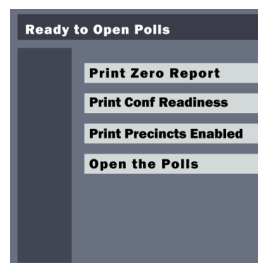 Ready to Open Polls
Print Zero Report
Print Conf Readiness
Print Precincts Enabled
Open the Polls